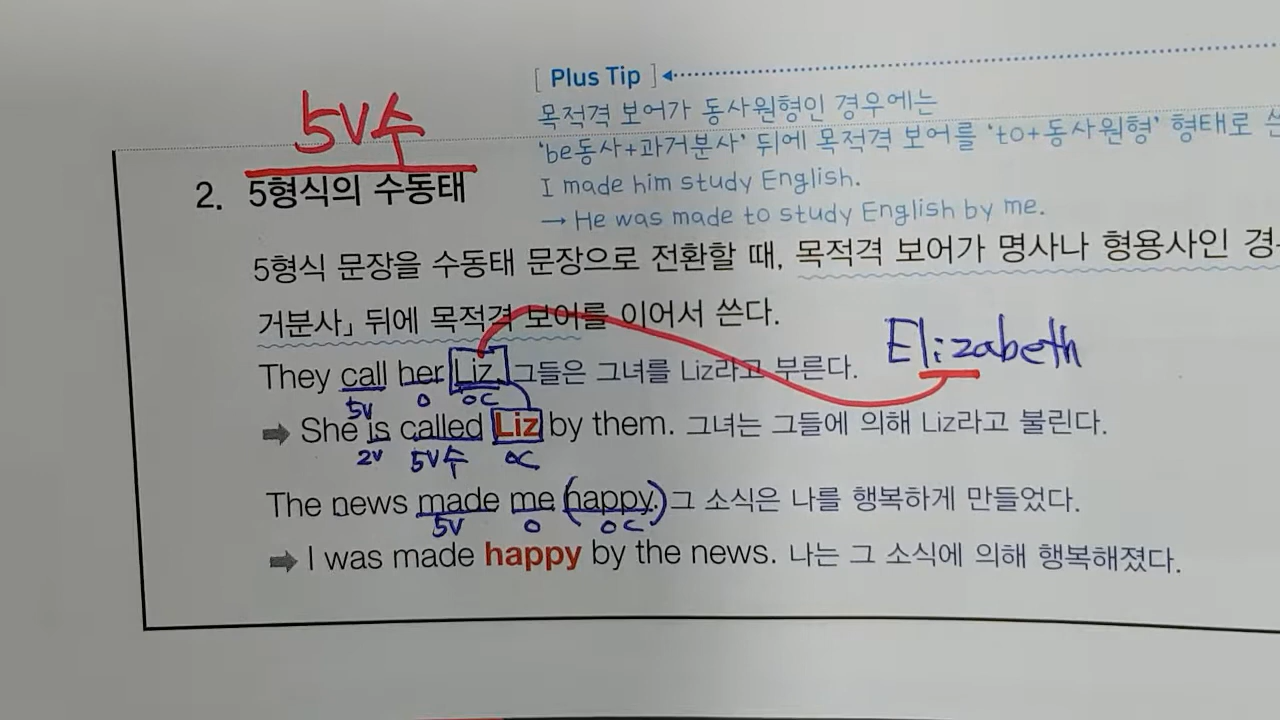 [ Plus Tip ]
목적격 보어가 동사원형인 경우에는
'be동사+과거분사' 뒤에 목적격 보어를 'to+동사원형' 형태로
I made him study English.
→ He was made to study English by me.
5V수
2. 5형식의 수동태
5형식 문장을 수동태 문장으로 전환할 때, 목적격 보어가 명사나 형용사인
거분사」 뒤에 목적격 보어를 이어서 쓴다.
Elizabeth
They call her Liz. 그들은 그녀를 Liz라고 부른다.
5V O OC
➡ She is called Liz by them. 그녀는 그들에 의해 Liz라고 불린다.
2V 5V수 OC
The news made me (happy.) 그 소식은 나를 행복하게 만들었다.
5V O OC
➡ I was made happy by the news. 나는 그 소식에 의해 행복해졌다.